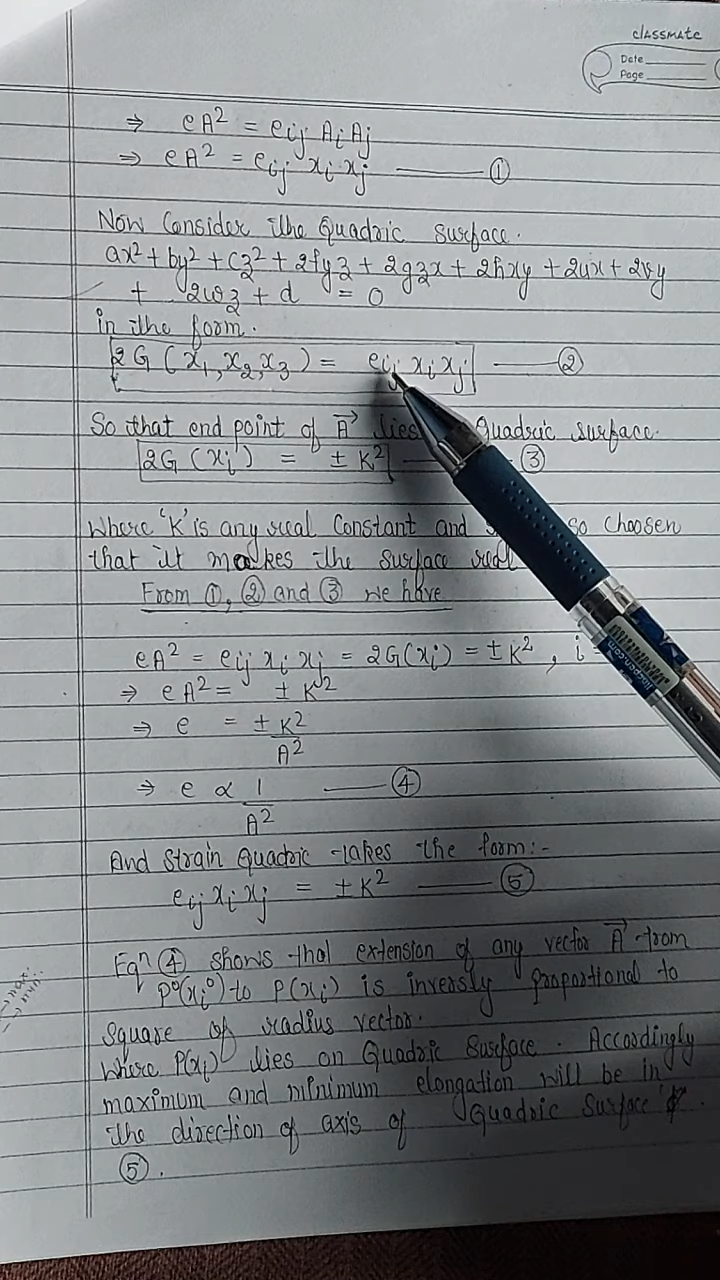 classmate
Date
Page
⇒ eA² = eij Ai Aj
⇒ eA² = eij xi xj ——— ①
Now Consider the Quadric Surface.
ax² + by² + cz² + 2fyz + 2gzx + 2hxy + 2ux + 2vy
+ 2wz + d = 0
in the form.
2G (x1, x2, x3) = eij xi xj ——— ②
So that end point of A⃗ lies Quadric Surface.
2G (xi) = ± K² ——— ③
Where 'K' is any real Constant and so choosen
that it makes the surface real
From ①, ② and ③ we have
eA² = eij xi xj = 2G(xi) = ± K² , i
⇒ eA² = ± K²
⇒ e = ± K² / A²
⇒ e ∝ 1 / A² ——— ④
And Strain Quadric takes the form:-
eij xi xj = ± K² ——— ⑤
Eqⁿ ④ shows that extension of any vector A⃗ from
P⁰(xi⁰) to P(xi) is inversly proportional to
Square of radius vector.
Where P(xi) lies on Quadric Surface. Accordingly
maximum and minimum elongation will be in
the direction of axis of Quadric Surface
⑤.